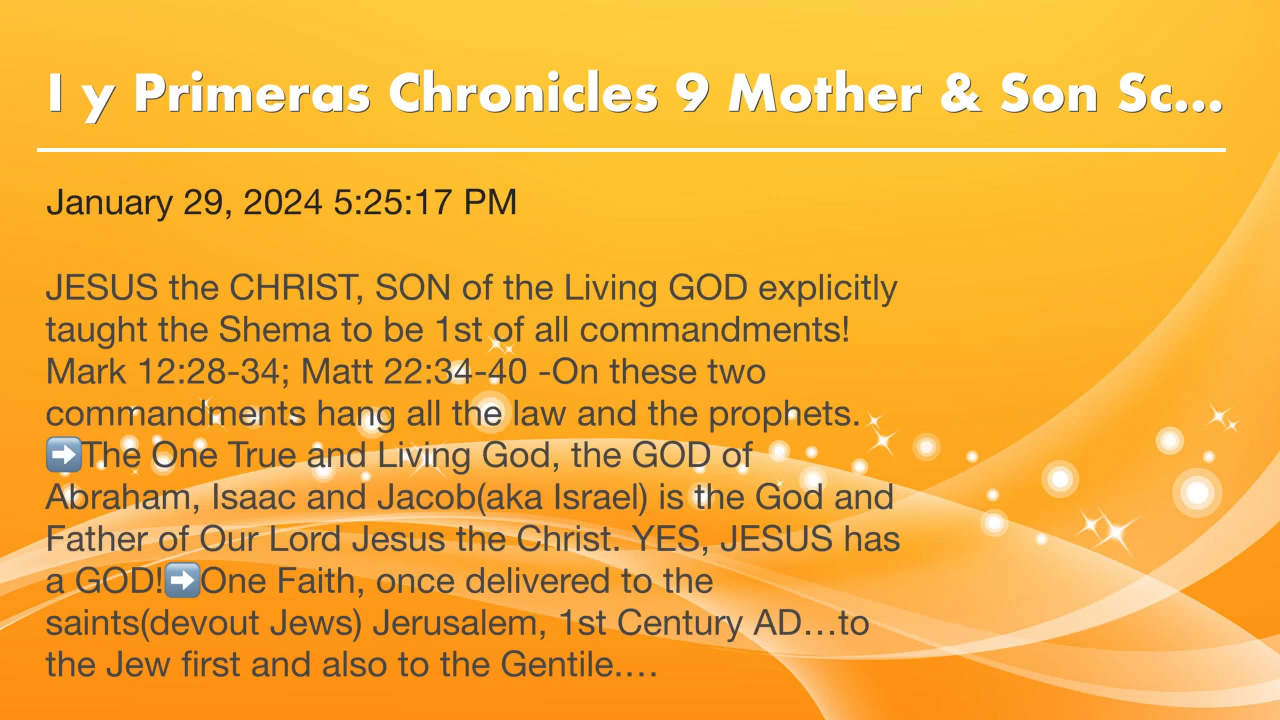 I y Primeras Chronicles 9 Mother & Son Sc...
January 29, 2024 5:25:17 PM
JESUS the CHRIST, SON of the Living GOD explicitly
taught the Shema to be 1st of all commandments!
Mark 12:28-34; Matt 22:34-40 -On these two
commandments hang all the law and the prophets.
➡️The One True and Living God, the GOD of
Abraham, Isaac and Jacob(aka Israel) is the God and
Father of Our Lord Jesus the Christ. YES, JESUS has
a GOD!➡️One Faith, once delivered to the
saints(devout Jews) Jerusalem, 1st Century AD…to
the Jew first and also to the Gentile.…